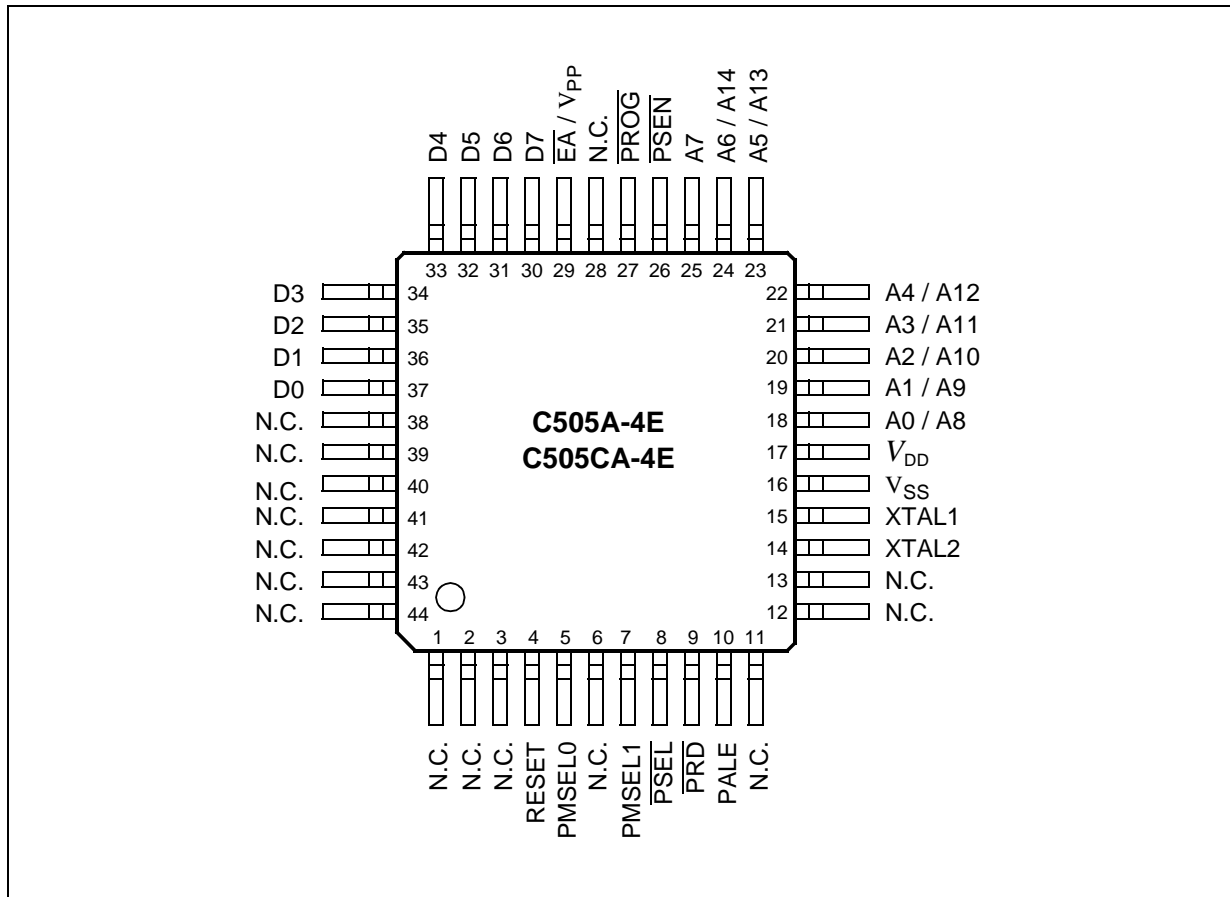 D4
D5
D6
D7
EA / VPP
N.C.
PROG
PSEN
A7
A6 / A14
A5 / A13
33 32 31 30 29 28 27 26 25 24 23
D3 34
D2 35
D1 36
D0 37
N.C. 38
N.C. 39
N.C. 40
N.C. 41
N.C. 42
N.C. 43
N.C. 44
C505A-4E
C505CA-4E
22 A4 / A12
21 A3 / A11
20 A2 / A10
19 A1 / A9
18 A0 / A8
17 VDD
16 VSS
15 XTAL1
14 XTAL2
13 N.C.
12 N.C.
1 2 3 4 5 6 7 8 9 10 11
N.C.
N.C.
N.C.
RESET
PMSEL0
N.C.
PMSEL1
PSEL
PRD
PALE
N.C.